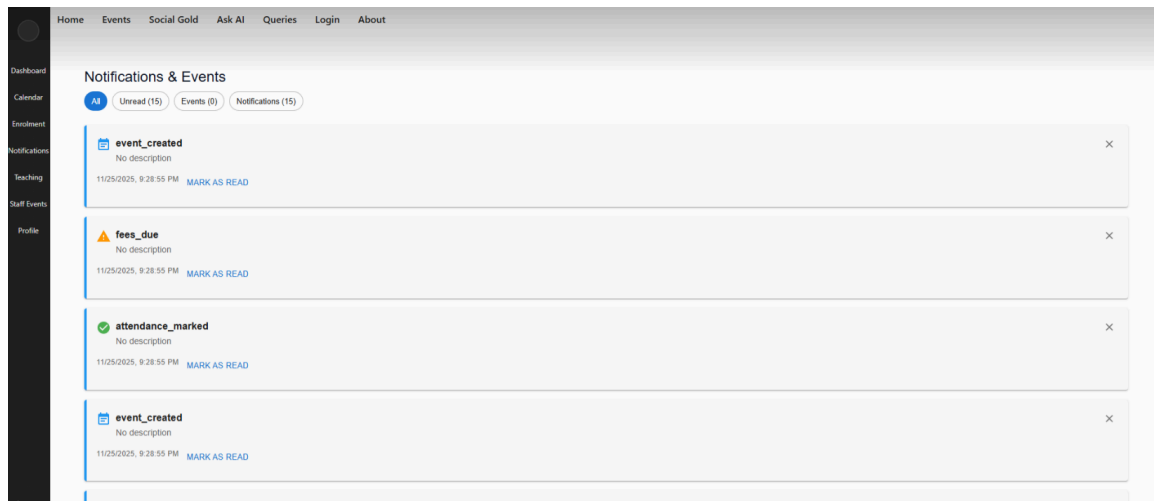 Home Events Social Gold Ask AI Queries Login About
Dashboard
Calendar
Enrolment
Notifications
Teaching
Staff Events
Profile
Notifications & Events
All Unread (15) Events (0) Notifications (15)
event_created
No description
11/25/2025, 9:28:55 PM MARK AS READ
fees_due
No description
11/25/2025, 9:28:55 PM MARK AS READ
attendance_marked
No description
11/25/2025, 9:28:55 PM MARK AS READ
event_created
No description
11/25/2025, 9:28:55 PM MARK AS READ